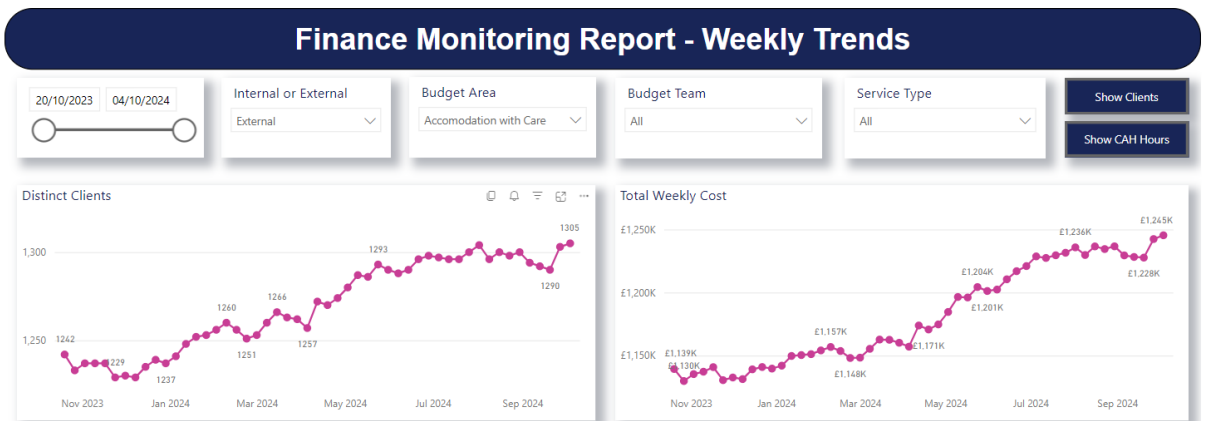 Finance Monitoring Report - Weekly Trends
20/10/2023 04/10/2024
Internal or External
External
Budget Area
Accomodation with Care
Budget Team
All
Service Type
All
Show Clients
Show CAH Hours
Distinct Clients
1,300
1,250
1242
1229
1237
1260
1251
1266
1257
1293
1290
1305
Nov 2023 Jan 2024 Mar 2024 May 2024 Jul 2024 Sep 2024
Total Weekly Cost
£1,250K
£1,200K
£1,150K
£1,139K
£1,130K
£1,157K
£1,148K
£1,171K
£1,204K
£1,201K
£1,236K
£1,228K
£1,245K
Nov 2023 Jan 2024 Mar 2024 May 2024 Jul 2024 Sep 2024